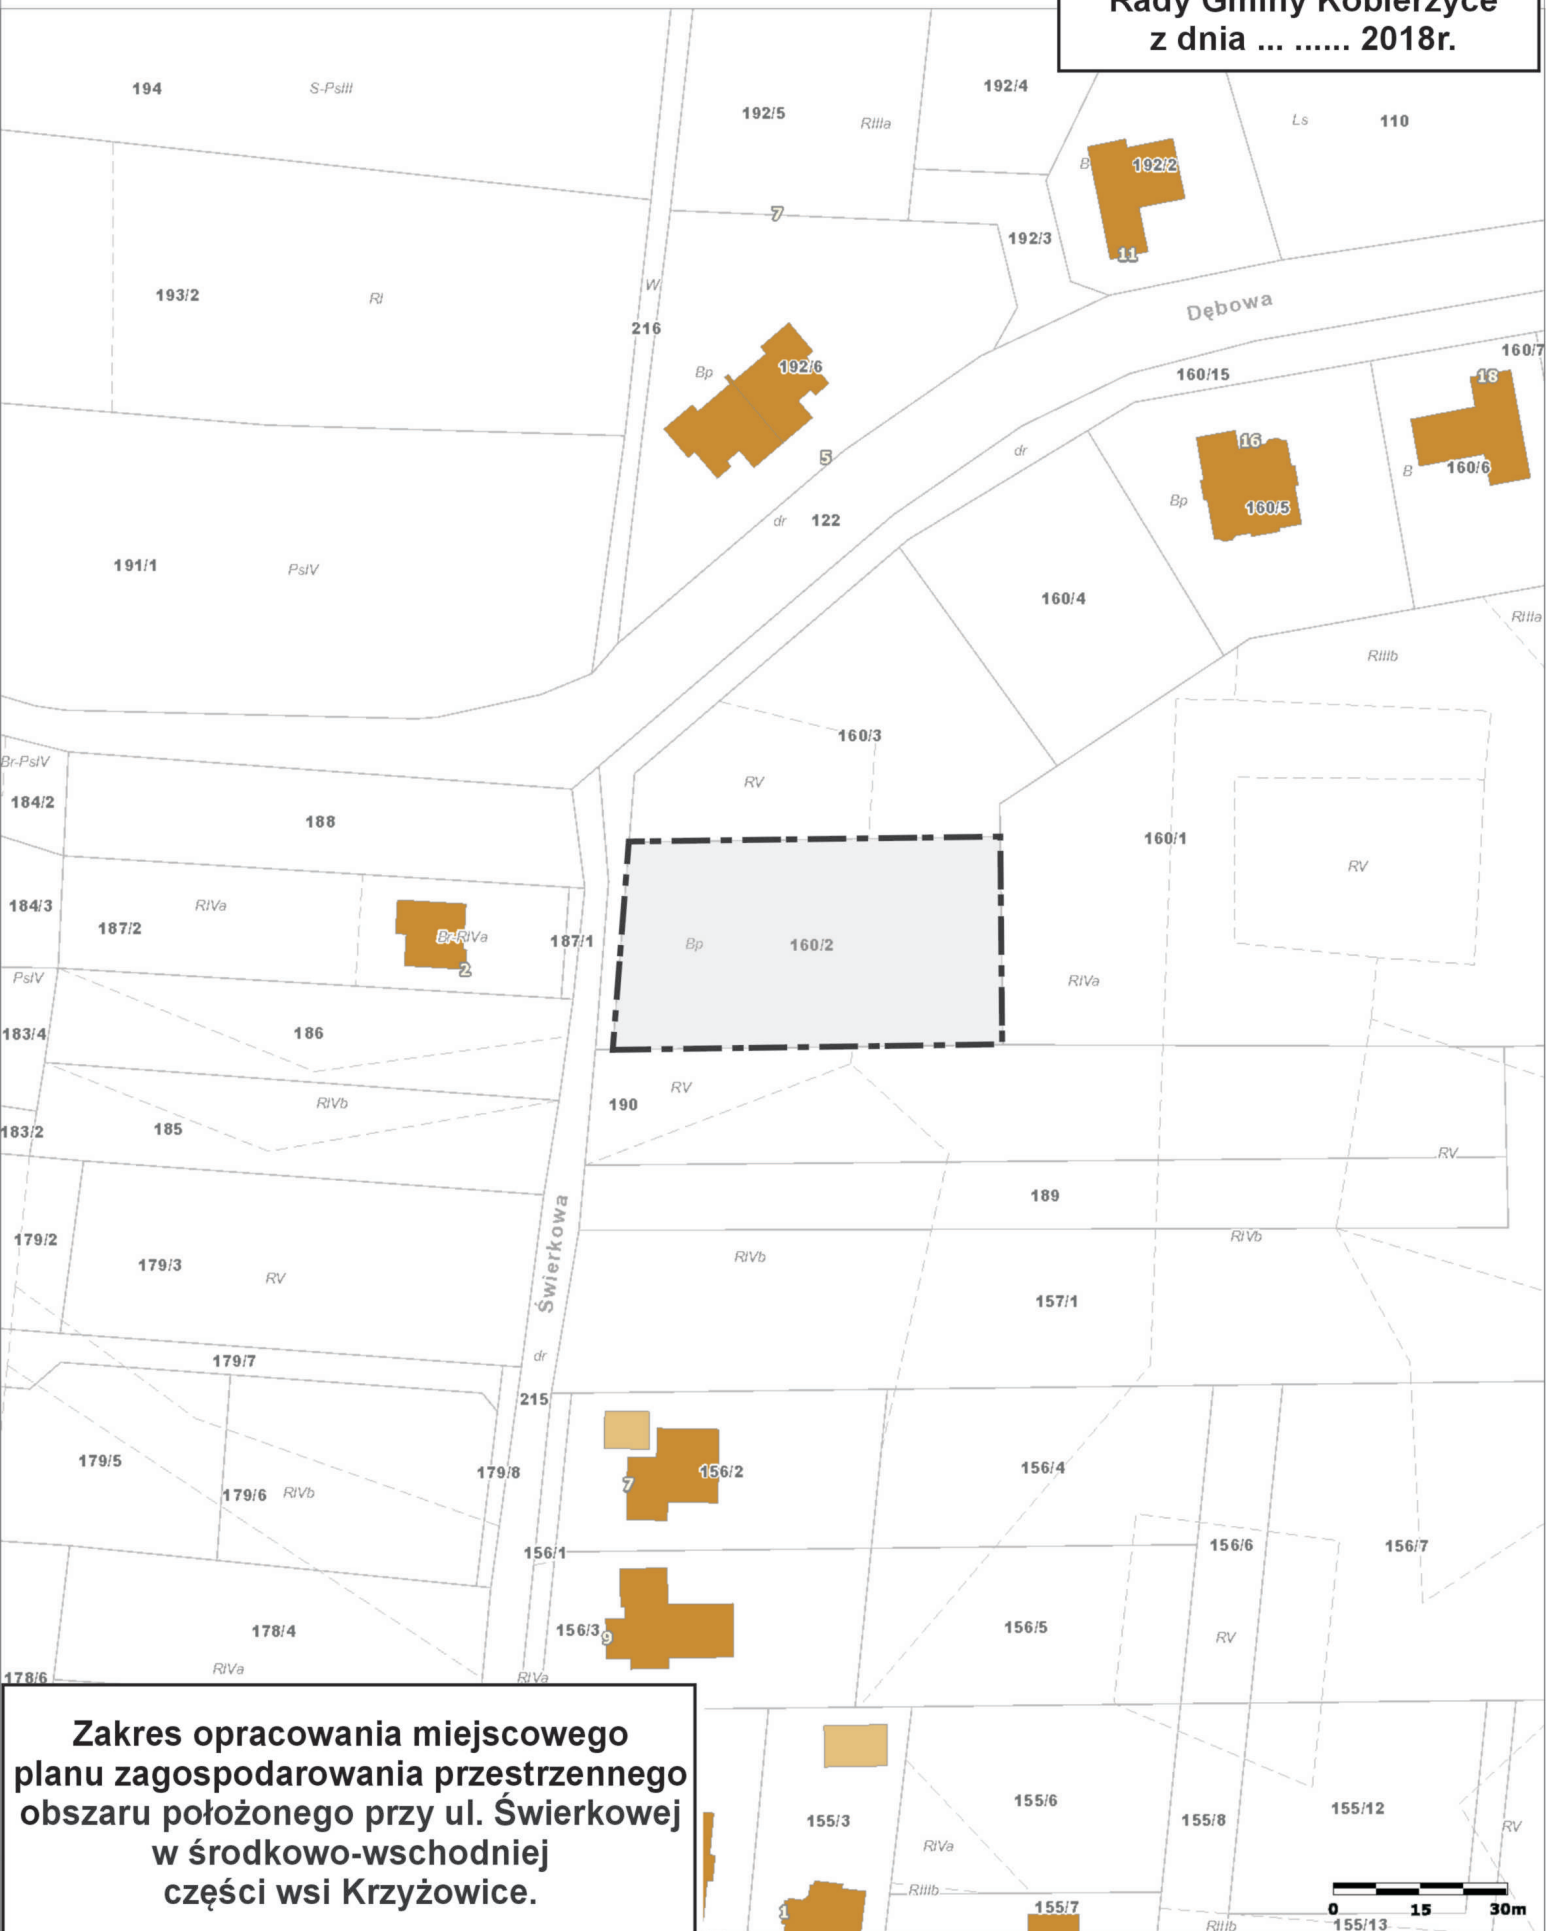 Rady Gminy Kobierzyce
z dnia ... ...... 2018r.
194
S-PsIII
192/5
RIIIa
192/4
Ls
110
B
192/2
7
11
192/3
193/2
RI
W
216
Dębowa
Bp
192/6
160/15
160/7
18
5
dr
16
B
160/6
Bp
160/5
dr
122
191/1
PsIV
160/4
RIIIa
RIIIb
160/3
RV
Br-PsIV
184/2
188
160/1
RV
184/3
RIVa
187/2
Br-RIVa
2
187/1
Bp
160/2
PsIV
RIVa
183/4
186
RV
RIVb
190
183/2
185
RV
189
Świerkowa
179/2
179/3
RV
RIVb
RIVb
157/1
dr
179/7
215
179/5
179/8
156/2
7
156/4
179/6
RIVb
156/1
156/6
156/7
178/4
156/3
9
156/5
RV
RIVa
178/6
RIVa
Zakres opracowania miejscowego
planu zagospodarowania przestrzennego
obszaru położonego przy ul. Świerkowej
w środkowo-wschodniej
części wsi Krzyżowice.
155/3
155/6
155/8
155/12
RV
RIVa
RIIIb
1
155/7
0 15 30m
RIIIb
155/13